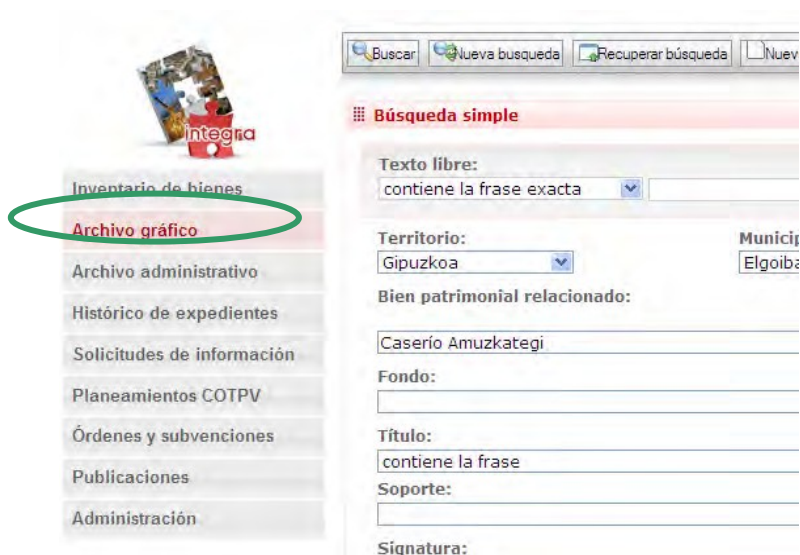 Buscar Nueva busqueda Recuperar búsqueda Nuev
integra
Búsqueda simple
Texto libre:
contiene la frase exacta
Inventario de bienes
Archivo gráfico
Archivo administrativo
Histórico de expedientes
Solicitudes de información
Planeamientos COTPV
Órdenes y subvenciones
Publicaciones
Administración
Territorio: Municip
Gipuzkoa Elgoiba
Bien patrimonial relacionado:
Caserío Amuzkategi
Fondo:
Título:
contiene la frase
Soporte:
Signatura: